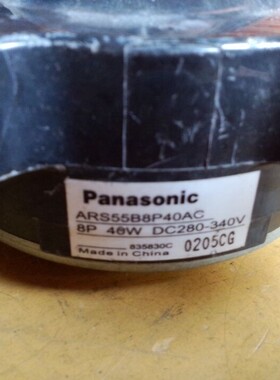 Panasonic
ARS55B8P40AC
8P 46W DC280-340V
835830C 0205CG
Made in China